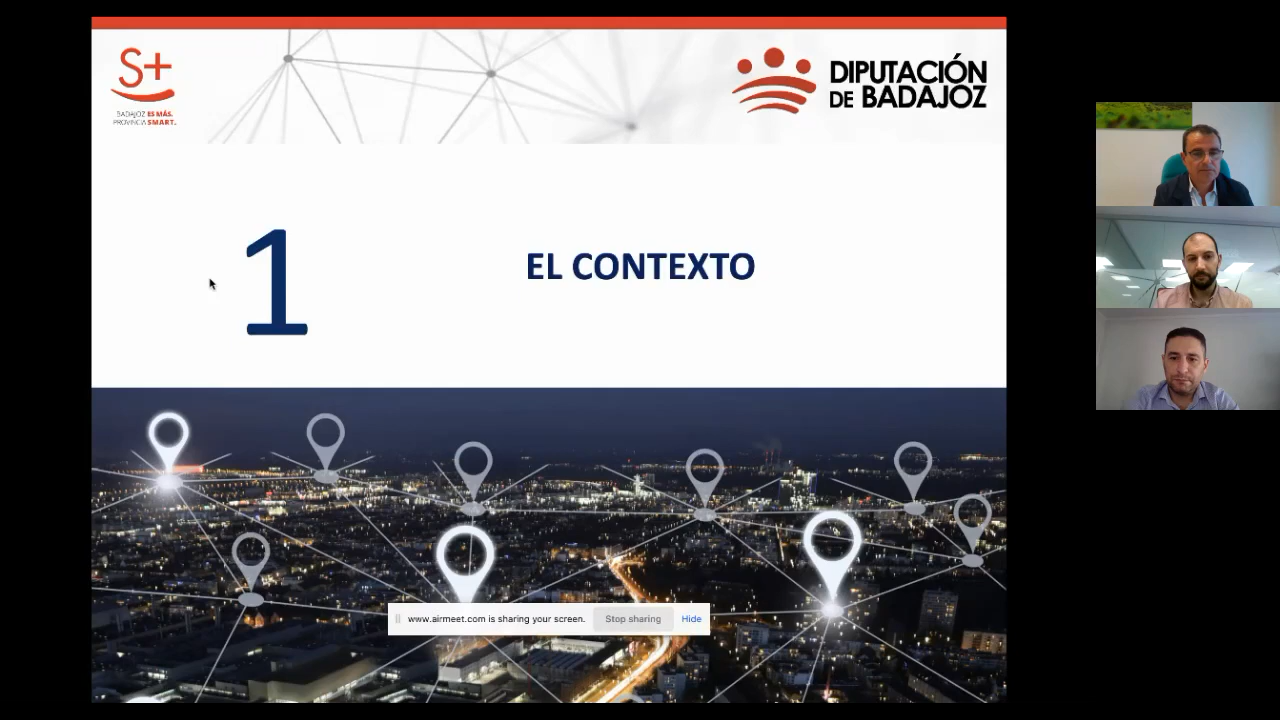 S+
BADAJOZ ES MÁS.
PROVINCIA SMART.
DIPUTACIÓN
DE BADAJOZ
1
EL CONTEXTO
www.airmeet.com is sharing your screen.
Stop sharing
Hide